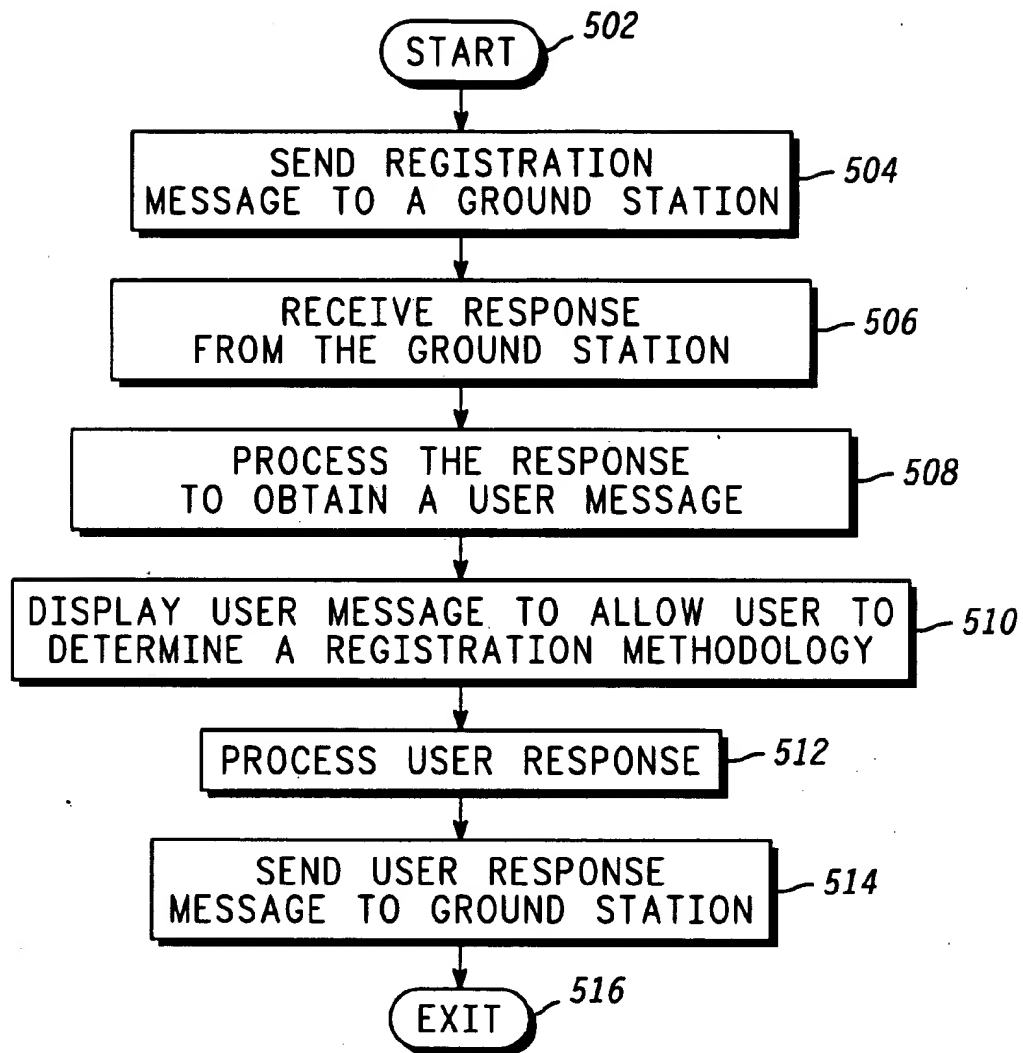 START
502
SEND REGISTRATION
MESSAGE TO A GROUND STATION
504
RECEIVE RESPONSE
FROM THE GROUND STATION
506
PROCESS THE RESPONSE
TO OBTAIN A USER MESSAGE
508
DISPLAY USER MESSAGE TO ALLOW USER TO
DETERMINE A REGISTRATION METHODOLOGY
510
PROCESS USER RESPONSE
512
SEND USER RESPONSE
MESSAGE TO GROUND STATION
514
EXIT
516